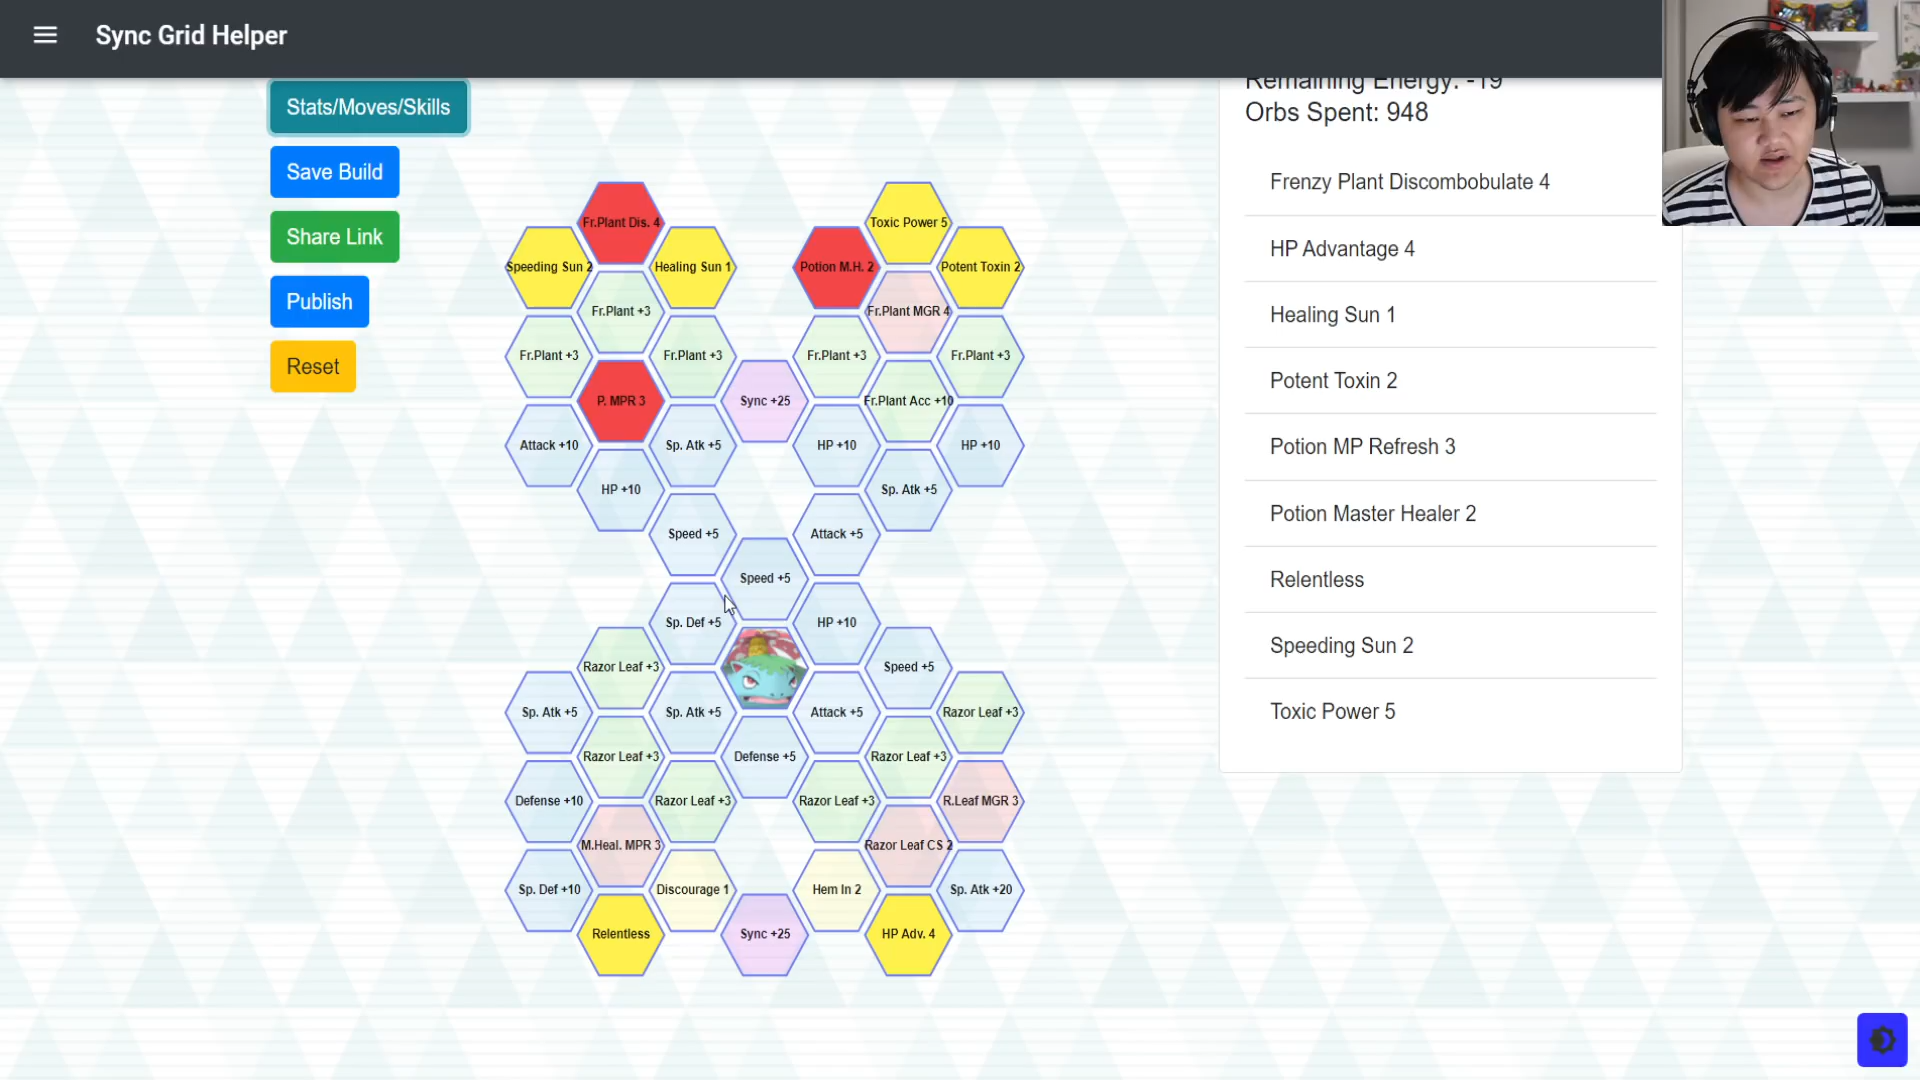 Sync Grid Helper
Remaining Energy: -19
Orbs Spent: 948
Stats/Moves/Skills
Save Build
Share Link
Publish
Reset
Fr.Plant Dis. 4
Toxic Power 5
Speeding Sun 2
Healing Sun 1
Potion M.H. 2
Potent Toxin 2
Fr.Plant +3
Fr.Plant MGR 4
Fr.Plant +3
Fr.Plant +3
Fr.Plant +3
Fr.Plant +3
P. MPR 3
Sync +25
Fr.Plant Acc +10
Attack +10
Sp. Atk +5
HP +10
HP +10
HP +10
Sp. Atk +5
Speed +5
Attack +5
Speed +5
Sp. Def +5
HP +10
Razor Leaf +3
Speed +5
Sp. Atk +5
Sp. Atk +5
Attack +5
Razor Leaf +3
Razor Leaf +3
Defense +5
Razor Leaf +3
Defense +10
Razor Leaf +3
Razor Leaf +3
R.Leaf MGR 3
M.Heal. MPR 3
Razor Leaf CS 2
Sp. Def +10
Discourage 1
Hem In 2
Sp. Atk +20
Relentless
Sync +25
HP Adv. 4
Frenzy Plant Discombobulate 4
HP Advantage 4
Healing Sun 1
Potent Toxin 2
Potion MP Refresh 3
Potion Master Healer 2
Relentless
Speeding Sun 2
Toxic Power 5